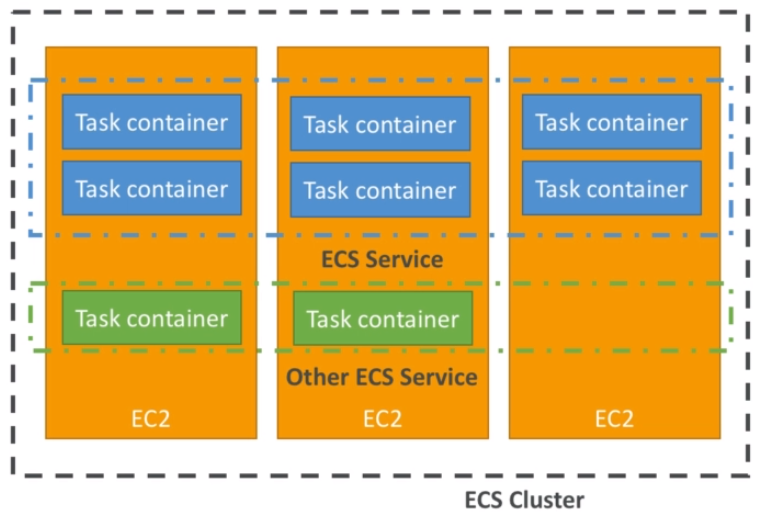 Task container
Task container
Task container
Task container
Task container
Task container
ECS Service
Task container
Task container
Other ECS Service
EC2
EC2
EC2
ECS Cluster